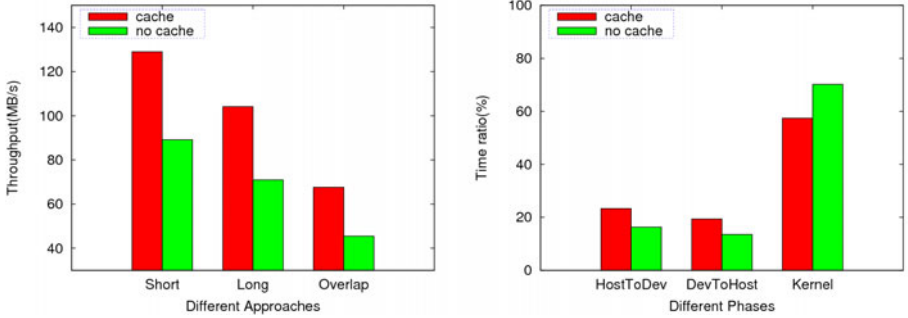 140
120
100
80
60
40
Throughput(MB/s)
cache
no cache
Short Long Overlap
Different Approaches
100
80
60
40
20
0
Time ratio(%)
cache
no cache
HostToDev DevToHost Kernel
Different Phases